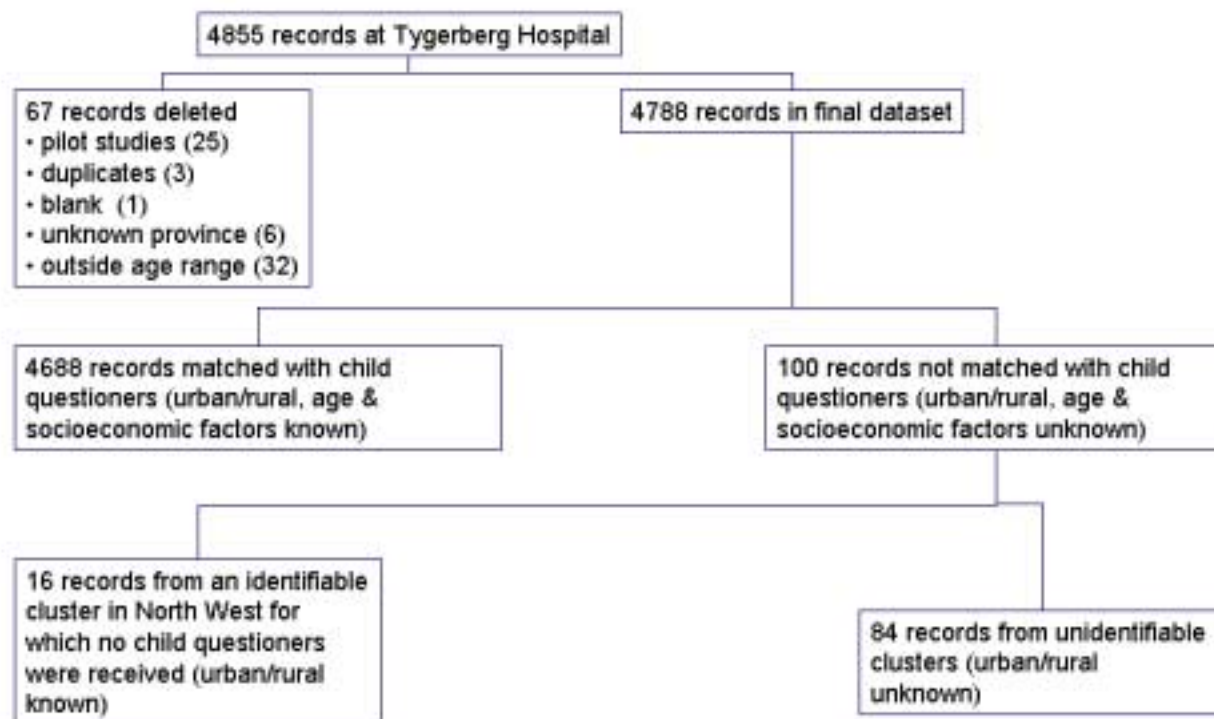 4855 records at Tygerberg Hospital
67 records deleted
• pilot studies (25)
• duplicates (3)
• blank (1)
• unknown province (6)
• outside age range (32)
4788 records in final dataset
4688 records matched with child
questioners (urban/rural, age &
socioeconomic factors known)
100 records not matched with child
questioners (urban/rural, age &
socioeconomic factors unknown)
16 records from an identifiable
cluster in North West for
which no child questioners
were received (urban/rural
known)
84 records from unidentifiable
clusters (urban/rural
unknown)